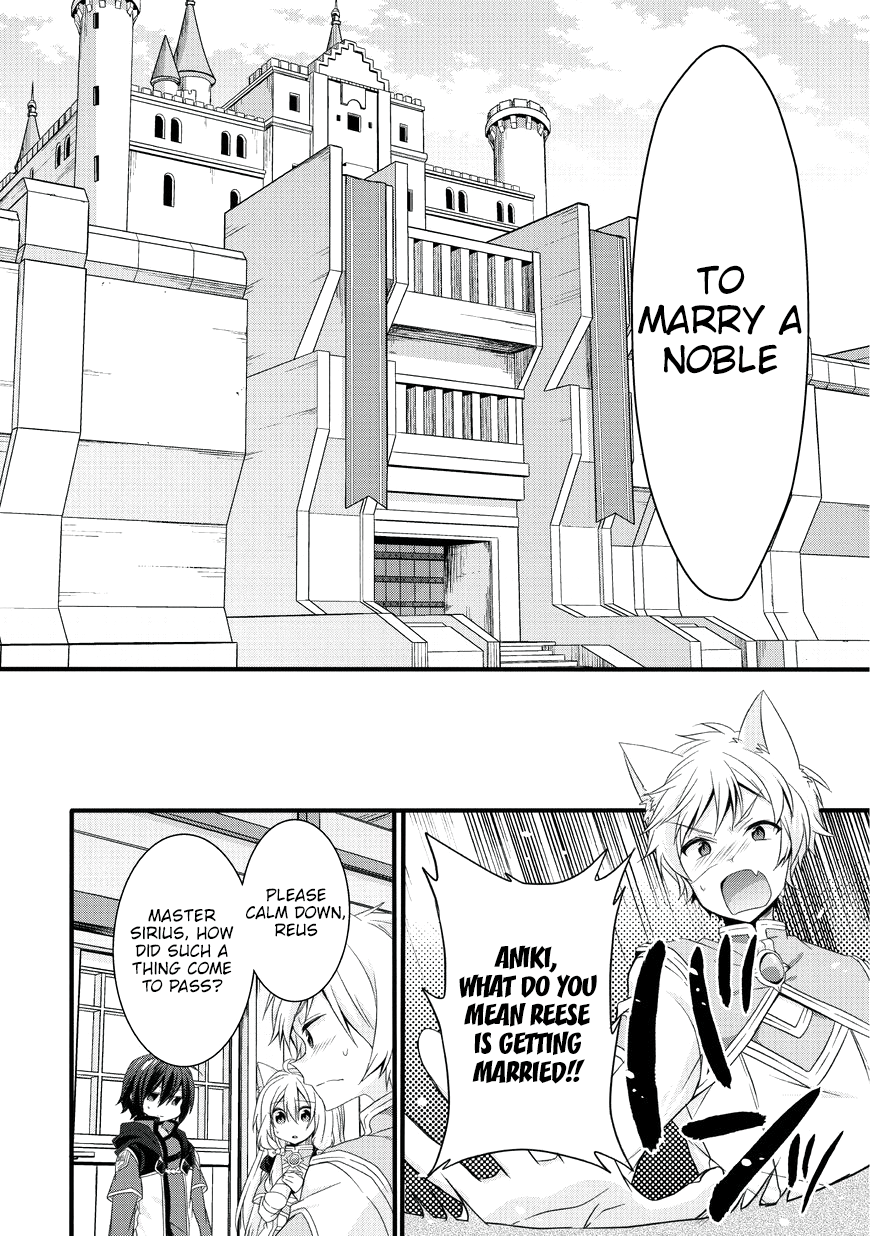 TO
MARRY A
NOBLE
ANIKI,
WHAT DO YOU
MEAN REESE
IS GETTING
MARRIED!!
PLEASE
CALM DOWN,
REUS
MASTER
SIRIUS, HOW
DID SUCH A
THING COME
TO PASS?